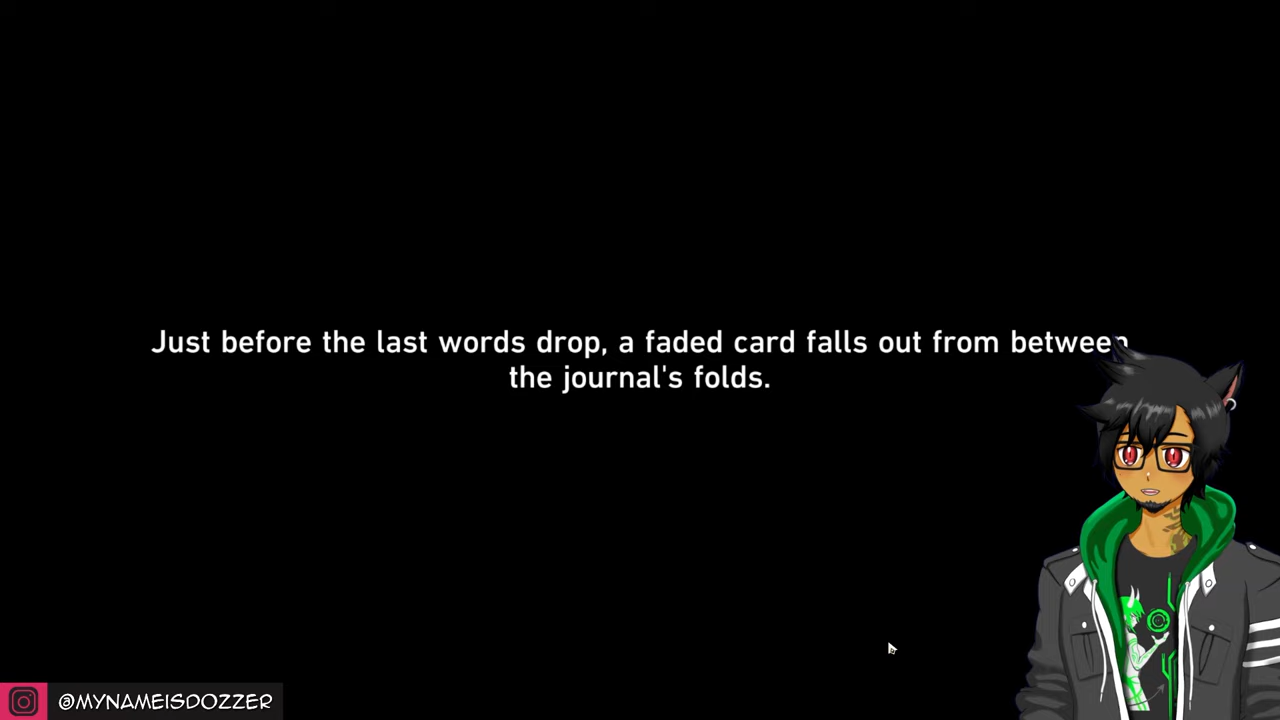 Just before the last words drop, a faded card falls out from between
the journal's folds.
@MYNAMEISDOZZER